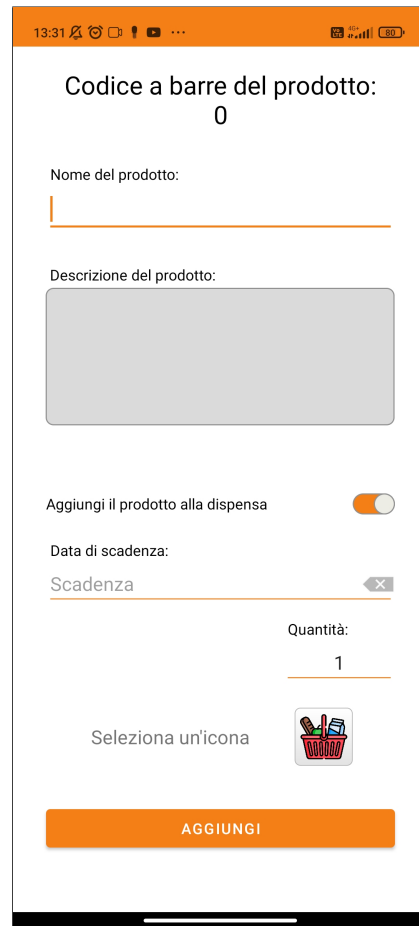 13:31
4G+
80
Codice a barre del prodotto:
0
Nome del prodotto:
Descrizione del prodotto:
Aggiungi il prodotto alla dispensa
Data di scadenza:
Scadenza
Quantità:
1
Seleziona un'icona
AGGIUNGI